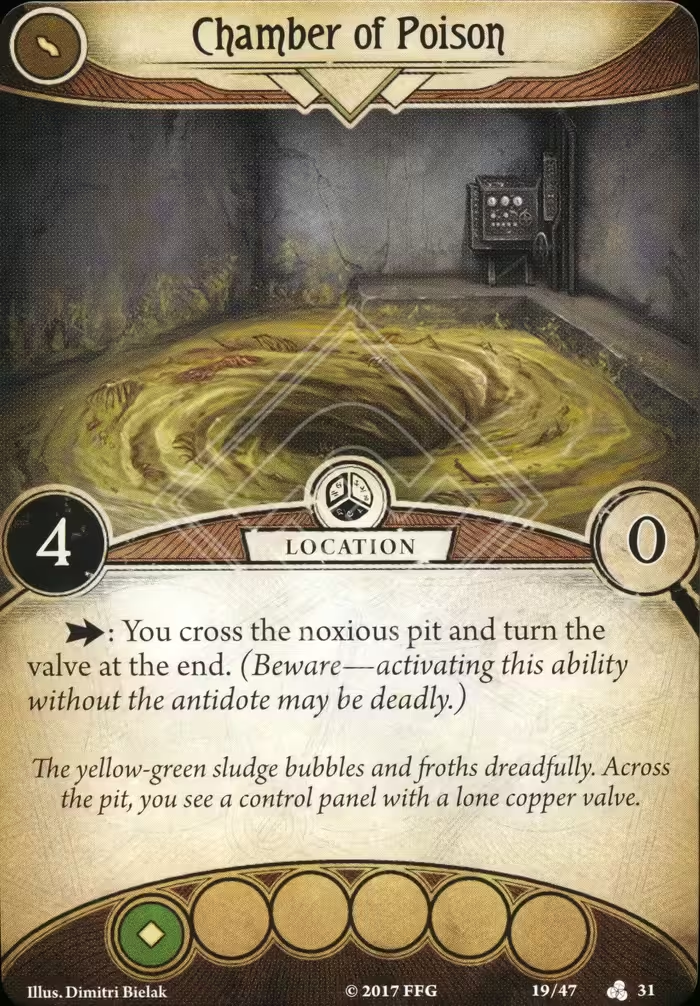 Chamber of Poison
4
LOCATION
0
: You cross the noxious pit and turn the
valve at the end. (Beware—activating this ability
without the antidote may be deadly.)
The yellow-green sludge bubbles and froths dreadfully. Across
the pit, you see a control panel with a lone copper valve.
Illus. Dimitri Bielak
© 2017 FFG
19/47
31